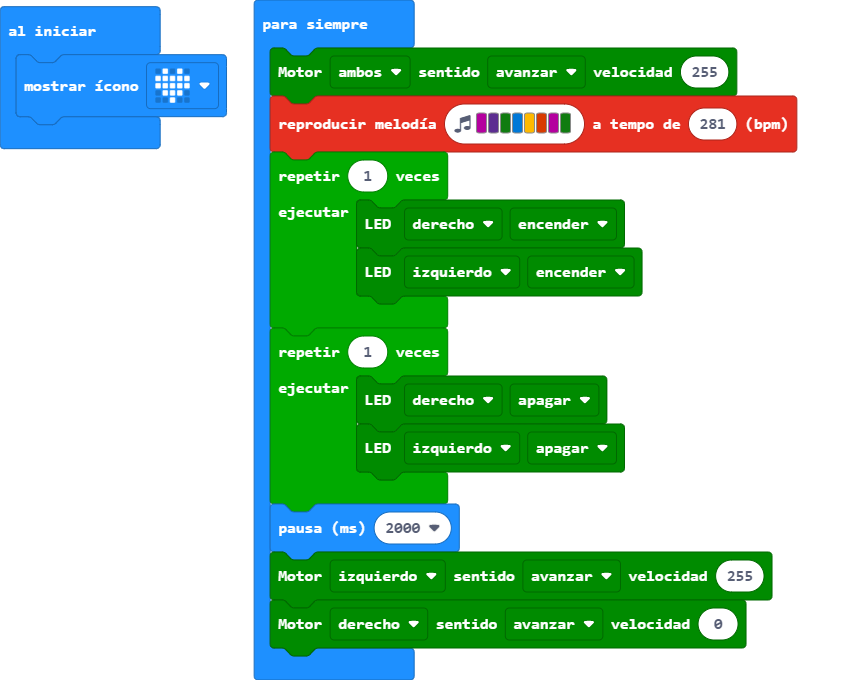 al iniciar
mostrar ícono
para siempre
Motor ambos sentido avanzar velocidad 255
reproducir melodía a tempo de 281 (bpm)
repetir 1 veces
ejecutar
LED derecho encender
LED izquierdo encender
repetir 1 veces
ejecutar
LED derecho apagar
LED izquierdo apagar
pausa (ms) 2000
Motor izquierdo sentido avanzar velocidad 255
Motor derecho sentido avanzar velocidad 0